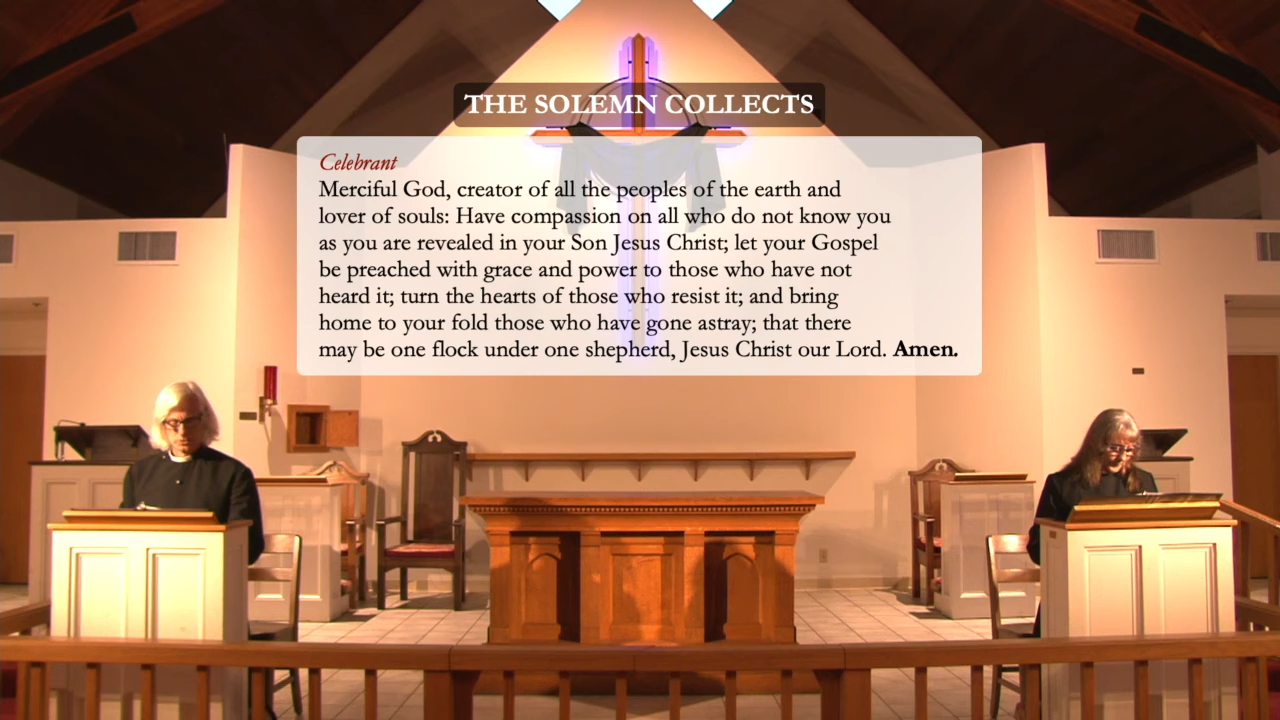 THE SOLEMN COLLECTS
Celebrant
Merciful God, creator of all the peoples of the earth and
lover of souls: Have compassion on all who do not know you
as you are revealed in your Son Jesus Christ; let your Gospel
be preached with grace and power to those who have not
heard it; turn the hearts of those who resist it; and bring
home to your fold those who have gone astray; that there
may be one flock under one shepherd, Jesus Christ our Lord. Amen.